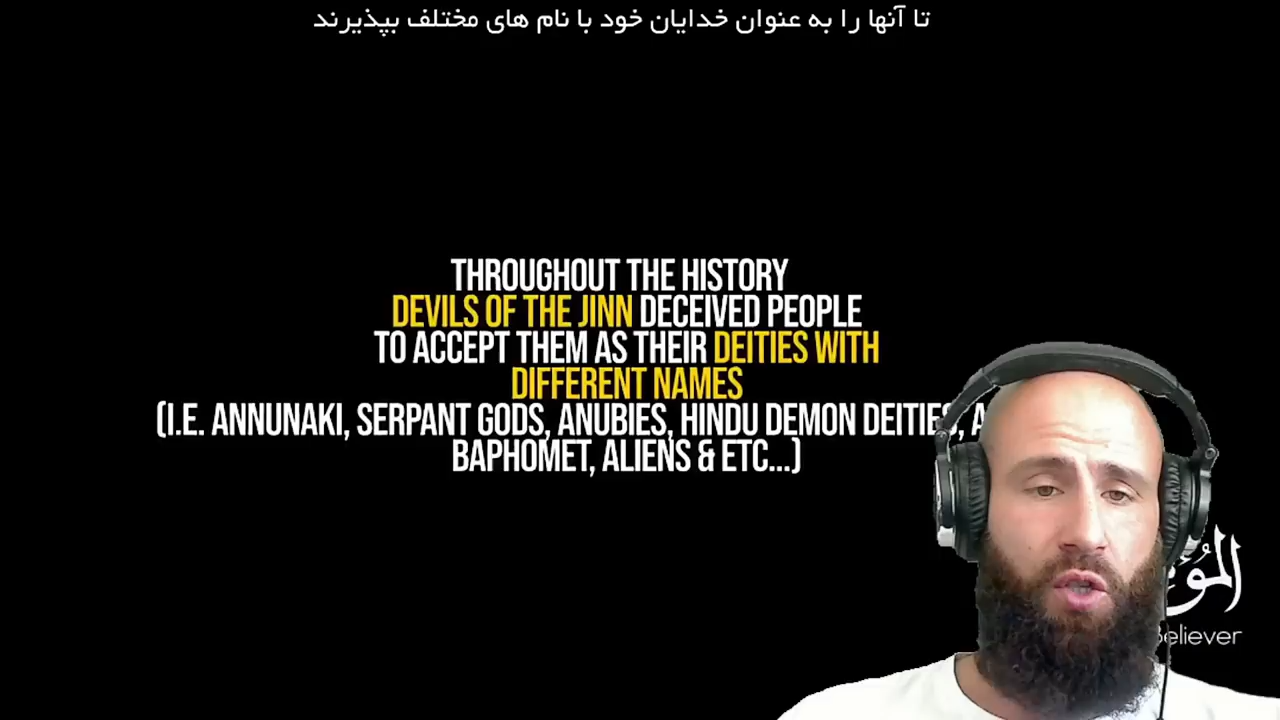 تا آنها را به عنوان خدایان خود با نام های مختلف بپذیرند
THROUGHOUT THE HISTORY
DEVILS OF THE JINN DECEIVED PEOPLE
TO ACCEPT THEM AS THEIR DEITIES WITH
DIFFERENT NAMES
(I.E. ANNUNAKI, SERPANT GODS, ANUBIES, HINDU DEMON DEITIES,
BAPHOMET, ALIENS & ETC...)